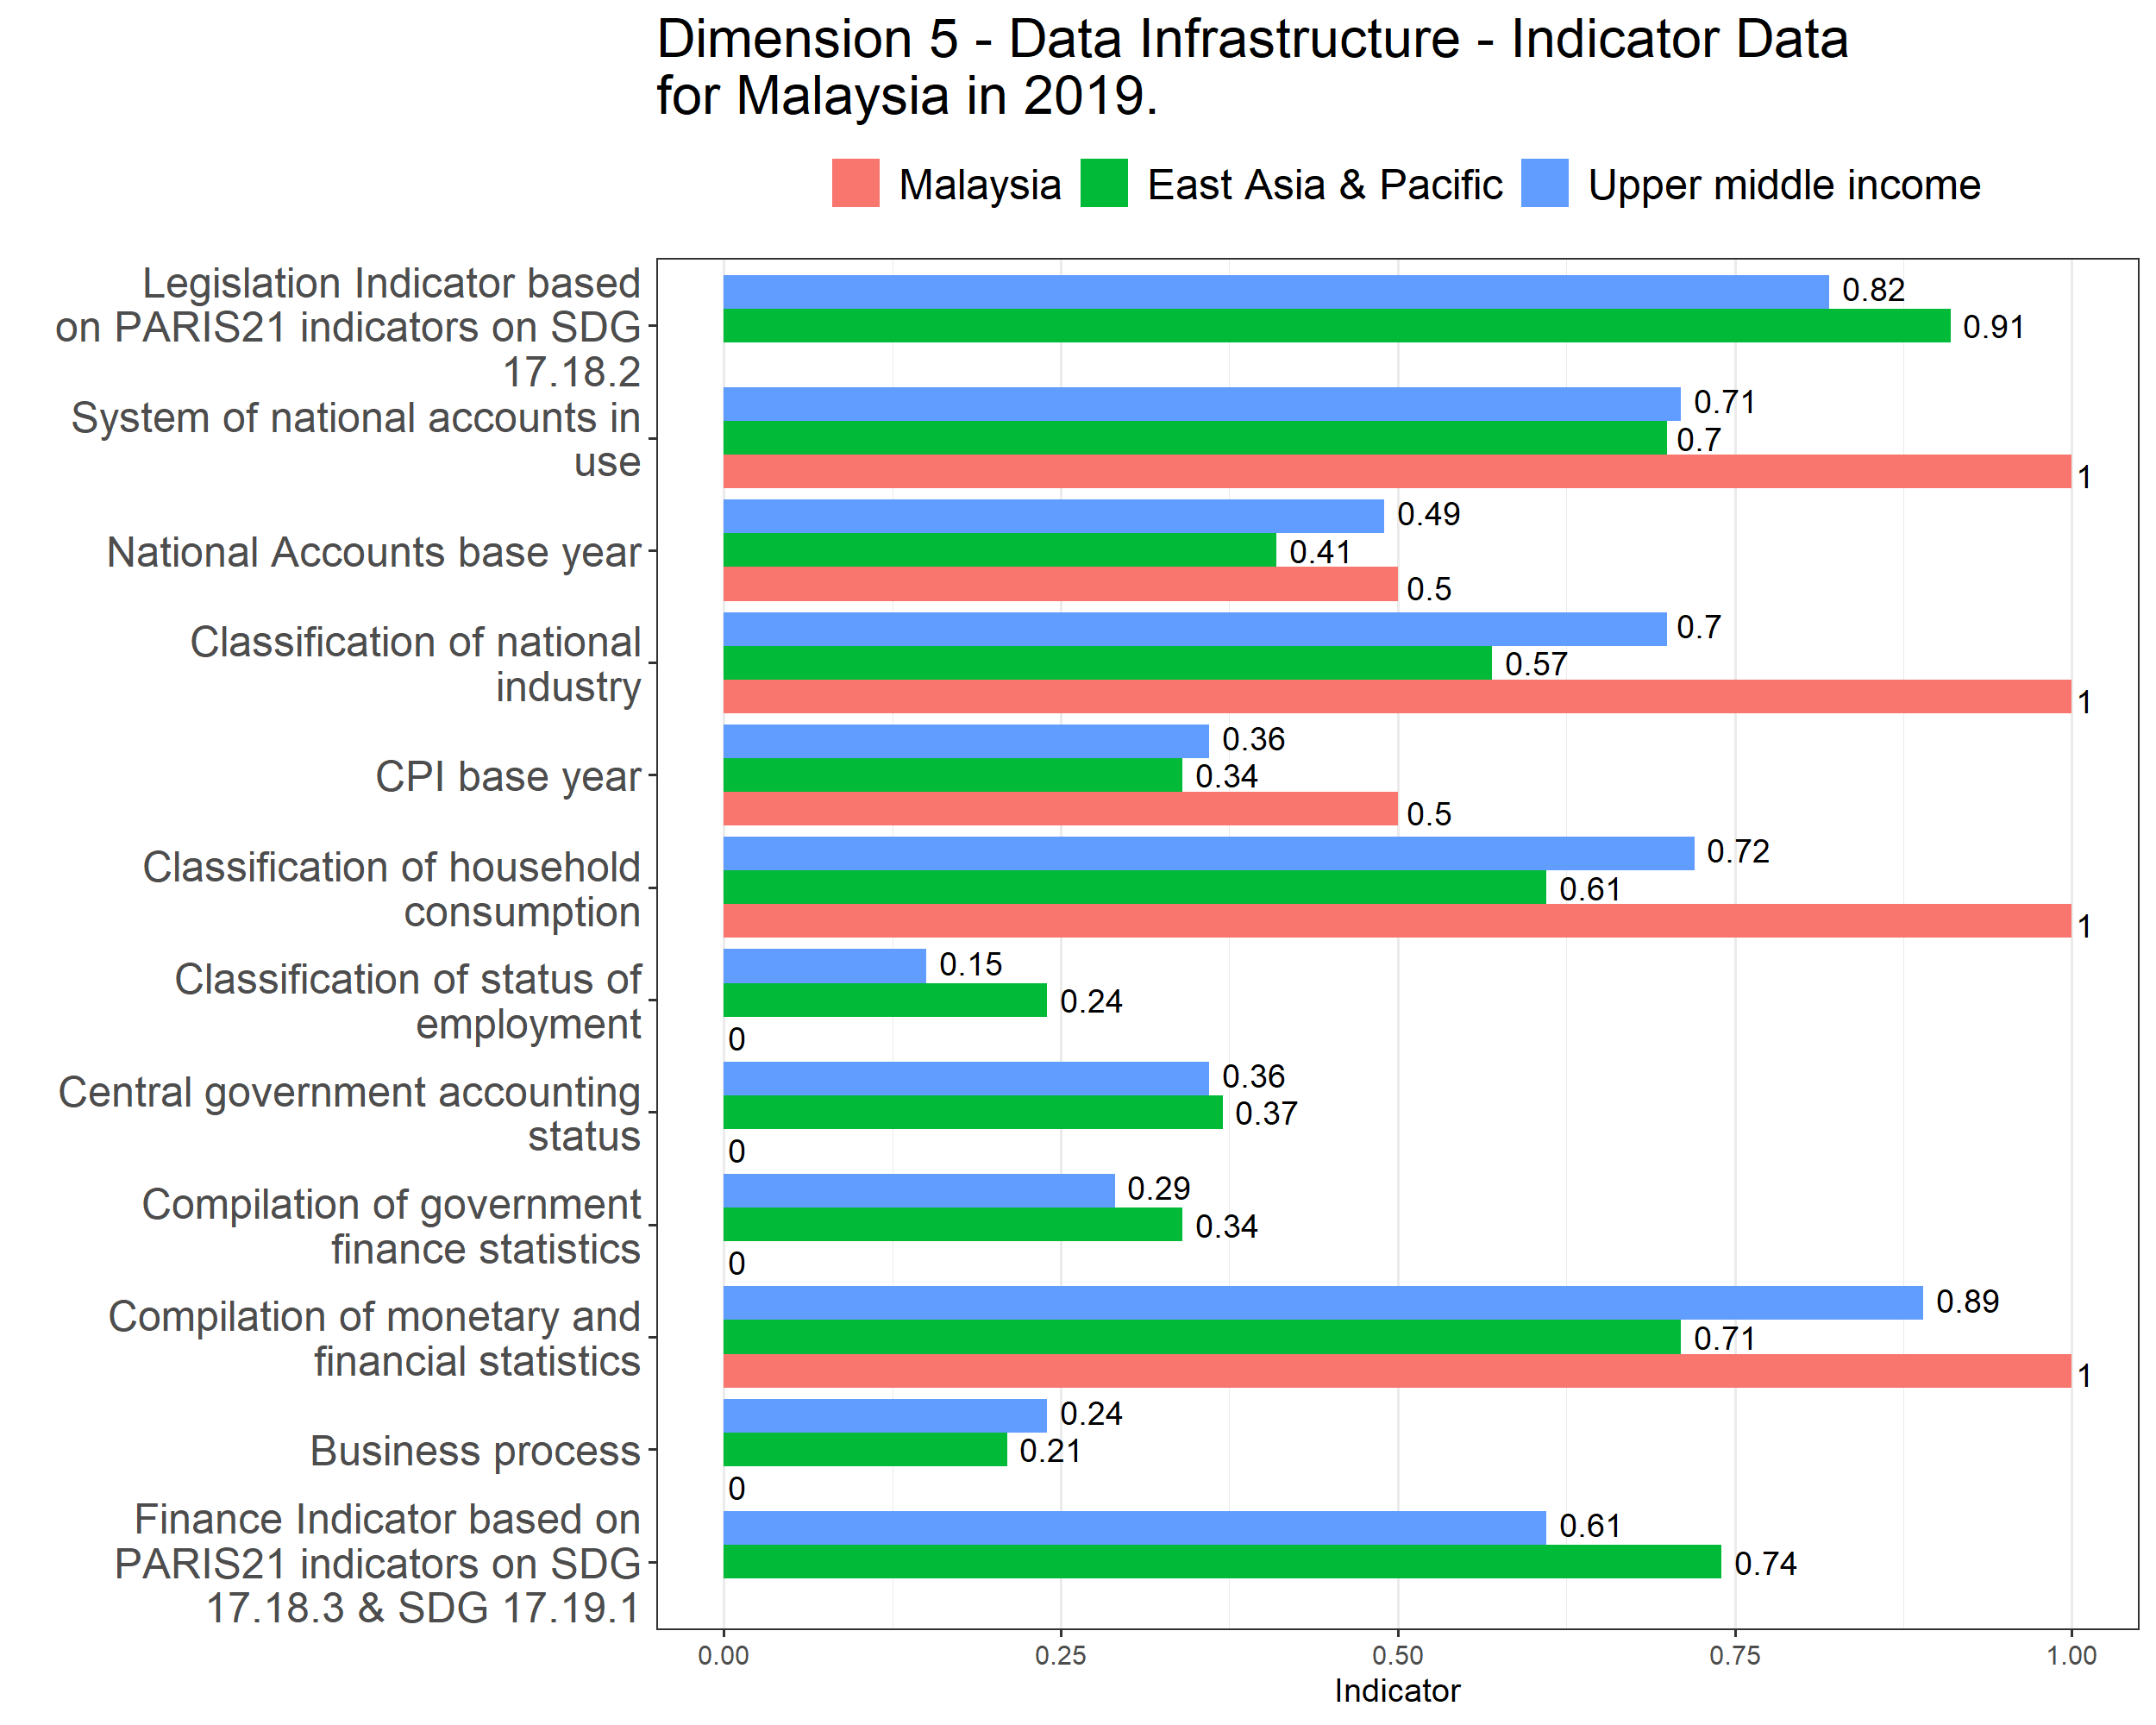 Dimension 5 - Data Infrastructure - Indicator Data
for Malaysia in 2019.
Malaysia East Asia & Pacific Upper middle income
Legislation Indicator based
on PARIS21 indicators on SDG
17.18.2
0.82
0.91
System of national accounts in
use
0.71
0.7
1
National Accounts base year
0.49
0.41
0.5
Classification of national
industry
0.7
0.57
1
CPI base year
0.36
0.34
0.5
Classification of household
consumption
0.72
0.61
1
Classification of status of
employment
0.15
0.24
0
Central government accounting
status
0.36
0.37
0
Compilation of government
finance statistics
0.29
0.34
0
Compilation of monetary and
financial statistics
0.89
0.71
1
Business process
0.24
0.21
0
Finance Indicator based on
PARIS21 indicators on SDG
17.18.3 & SDG 17.19.1
0.61
0.74
0.00 0.25 0.50 0.75 1.00
Indicator